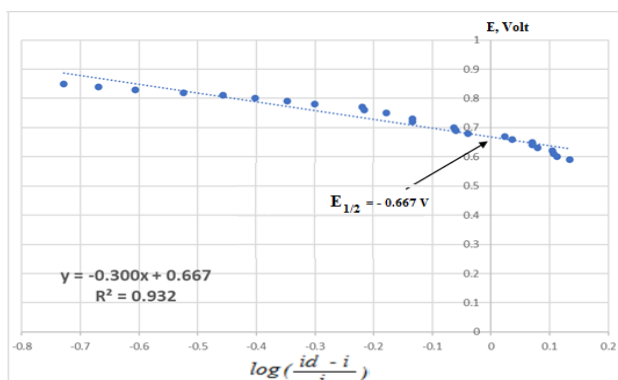 E, Volt
1
0.9
0.8
0.7
0.6
0.5
0.4
0.3
0.2
0.1
0
E1/2 = - 0.667 V
y = -0.300x + 0.667
R² = 0.932
-0.8 -0.7 -0.6 -0.5 -0.4 -0.3 -0.2 -0.1 0 0.1 0.2
log(id - i / i)